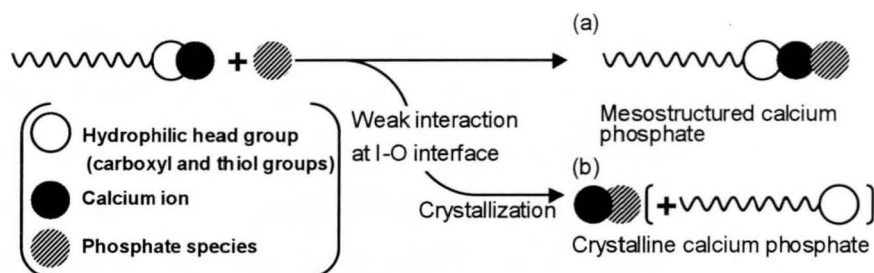 (a)
+
Mesostructured calcium
phosphate
Weak interaction
at I-O interface
Hydrophilic head group
(carboxyl and thiol groups)
Calcium ion
Phosphate species
(b)
Crystallization
[+ ]
Crystalline calcium phosphate